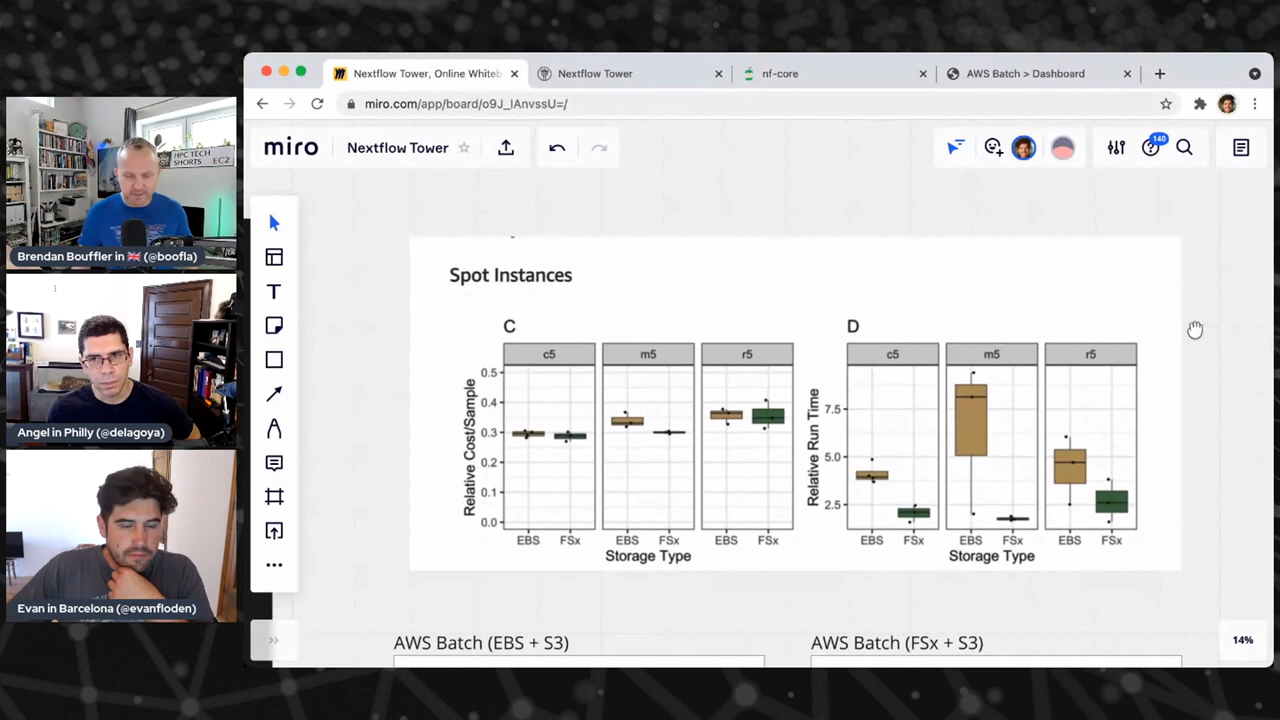 Nextflow Tower, Online Whiteb
Nextflow Tower
nf-core
AWS Batch > Dashboard
miro.com/app/board/o9J_lAnvssU=/
miro
Nextflow Tower
140
HPC TECH
SHORTS EC2
Brendan Bouffler in 🇬🇧 (@boofla)
Angel in Philly (@delagoya)
Evan in Barcelona (@evanfloden)
T
Spot Instances
C
D
c5
m5
r5
c5
m5
r5
Relative Cost/Sample
0.5
0.4
0.3
0.2
0.1
0.0
Relative Run Time
7.5
5.0
2.5
EBS FSx
EBS FSx
EBS FSx
EBS FSx
EBS FSx
EBS FSx
Storage Type
Storage Type
AWS Batch (EBS + S3)
AWS Batch (FSx + S3)
14%